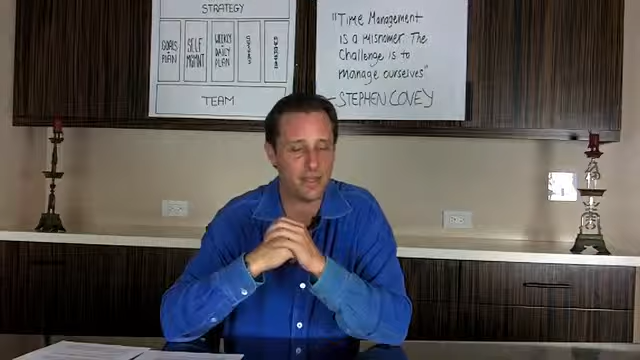 STRATEGY
GOALS
+
PLAN
SELF
MGMNT
WEEKLY
+
DAILY
PLAN
TEAM
"Time Management
is a misnomer. The
Challenge is to
manage ourselves"
- STEPHEN COVEY